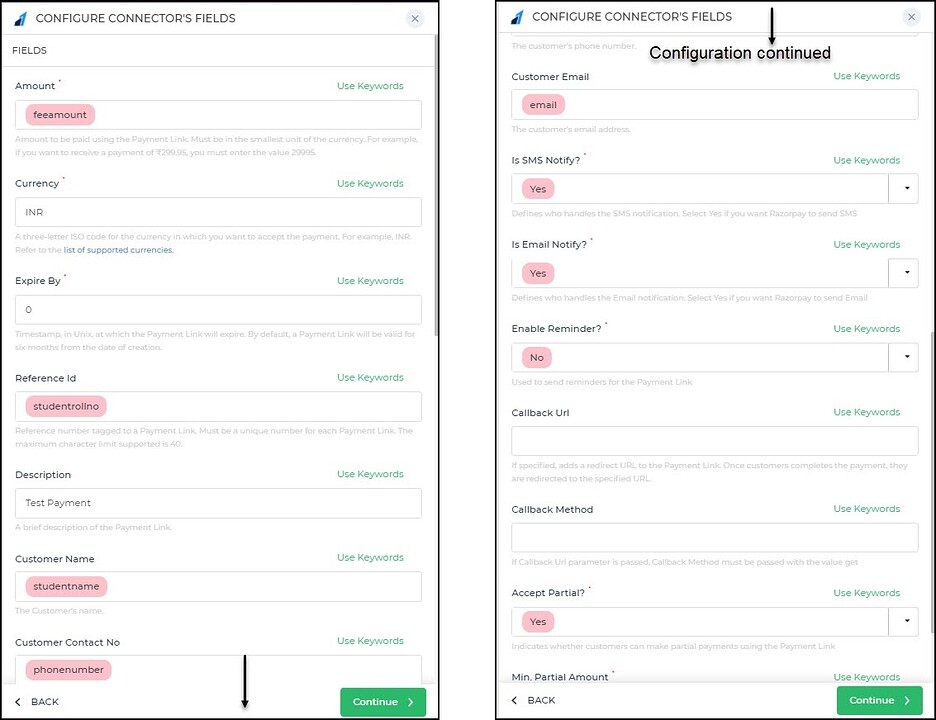 CONFIGURE CONNECTOR'S FIELDS
FIELDS
Amount * Use Keywords
feeamount
Amount to be paid using the Payment Link. Must be in the smallest unit of the currency. For example,
if you want to receive a payment of ₹299.95, you must enter the value 29995.
Currency * Use Keywords
INR
A three-letter ISO code for the currency in which you want to accept the payment. For example, INR.
Refer to the list of supported currencies.
Expire By * Use Keywords
0
Timestamp, in Unix, at which the Payment Link will expire. By default, a Payment Link will be valid for
six months from the date of creation.
Reference Id Use Keywords
studentrollno
Reference number tagged to a Payment Link. Must be a unique number for each Payment Link. The
maximum character limit supported is 40.
Description Use Keywords
Test Payment
A brief description of the Payment Link.
Customer Name Use Keywords
studentname
The Customer's name.
Customer Contact No Use Keywords
phonenumber
BACK Continue
CONFIGURE CONNECTOR'S FIELDS
The customer's phone number.
Configuration continued
Customer Email Use Keywords
email
The customer's email address.
Is SMS Notify? * Use Keywords
Yes
Defines who handles the SMS notification. Select Yes if you want Razorpay to send SMS
Is Email Notify? * Use Keywords
Yes
Defines who handles the Email notification. Select Yes if you want Razorpay to send Email
Enable Reminder? * Use Keywords
No
Used to send reminders for the Payment Link
Callback Url Use Keywords
If specified, adds a redirect URL to the Payment Link. Once customers completes the payment, they
are redirected to the specified URL.
Callback Method Use Keywords
If Callback Url parameter is passed, Callback Method must be passed with the value get
Accept Partial? * Use Keywords
Yes
Indicates whether customers can make partial payments using the Payment Link
Min. Partial Amount * Use Keywords
BACK Continue